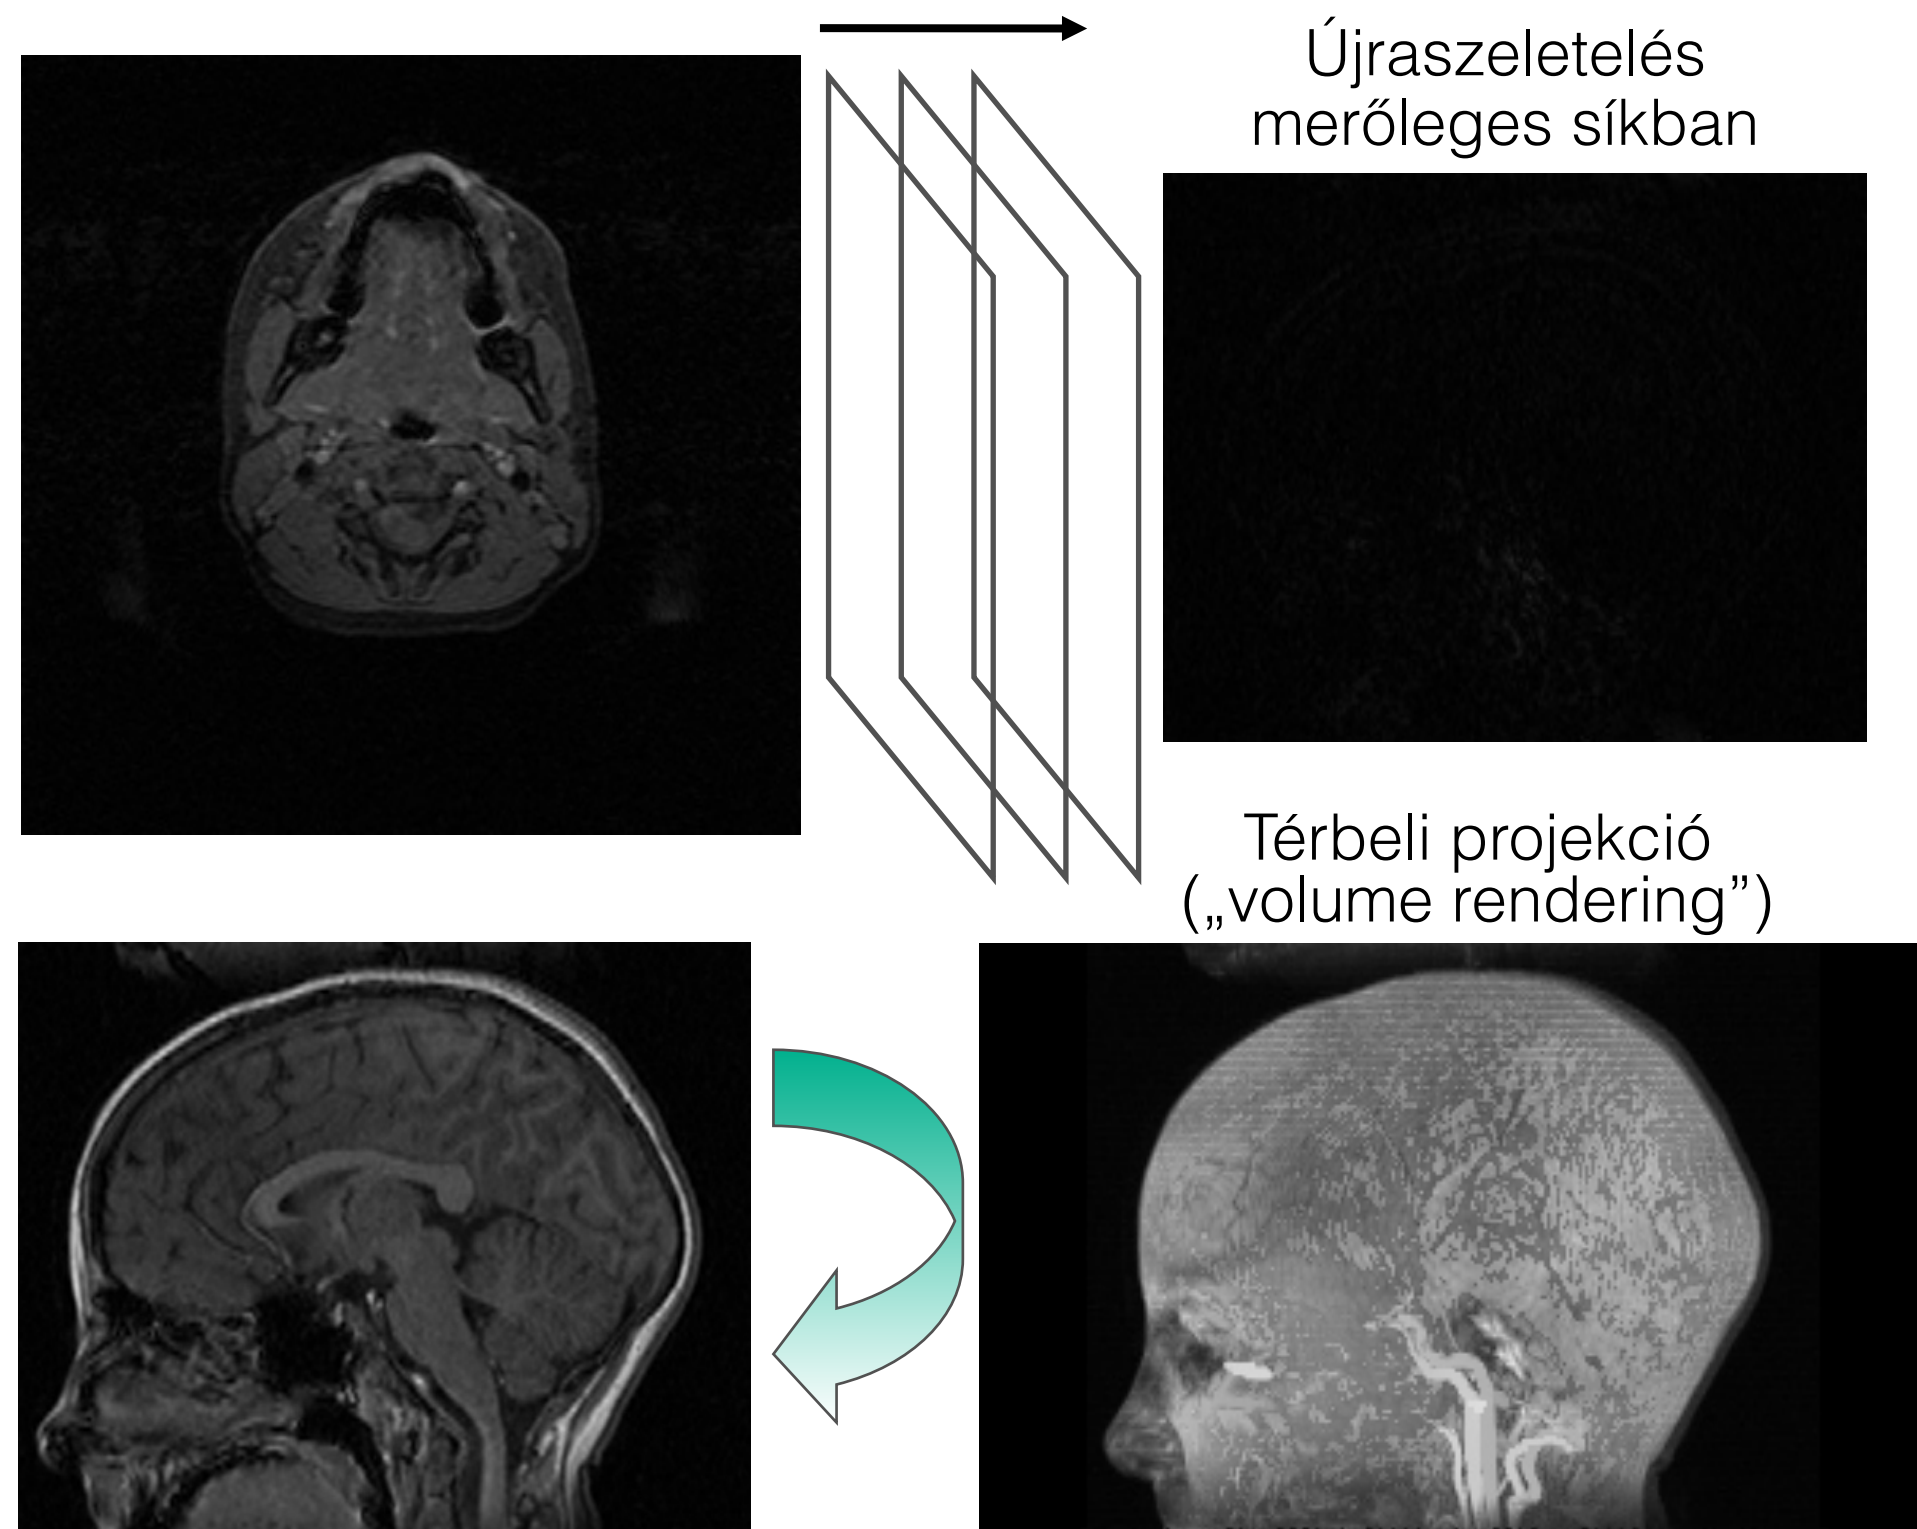 Újraszeletelés
merőleges síkban
Térbeli projekció
(„volume rendering”)